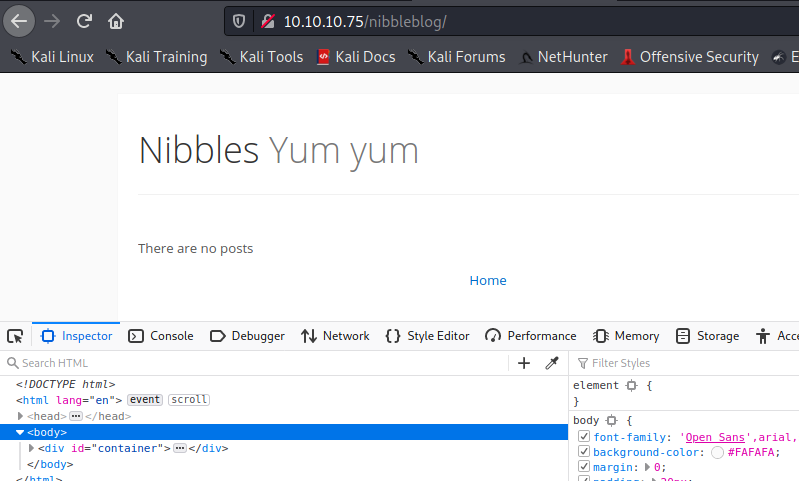 10.10.10.75/nibbleblog/
Kali Linux Kali Training Kali Tools Kali Docs Kali Forums NetHunter Offensive Security E
Nibbles Yum yum
There are no posts
Home
Inspector Console Debugger Network Style Editor Performance Memory Storage Acce
Search HTML
Filter Styles
<!DOCTYPE html>
<html lang="en"> event scroll
<head> ··· </head>
<body>
<div id="container"> ··· </div>
</body>
</html>
element {
}
body {
font-family: 'Open Sans',arial,
background-color: #FAFAFA;
margin: 0;
padding: 20px;